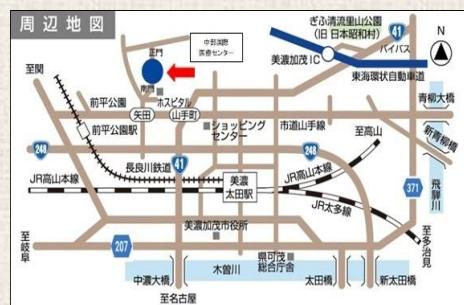 周辺地図
中部国際
医療センター
正門
南門
ホスピタル
至関
前平公園
矢田
山手町
前平公園駅
ショッピング
センター
市道山手線
ぎふ清流里山公園
(旧 日本昭和村)
41
バイパス
N
美濃加茂IC
東海環状自動車道
青柳大橋
新青柳橋
至高山
248
248
長良川鉄道
41
JR高山本線
JR高山本線
美濃
太田駅
JR太多線
371
飛騨川
至多治見
至岐阜
207
美濃加茂市役所
県可茂
総合庁舎
中濃大橋
木曽川
太田橋
新太田橋
至名古屋